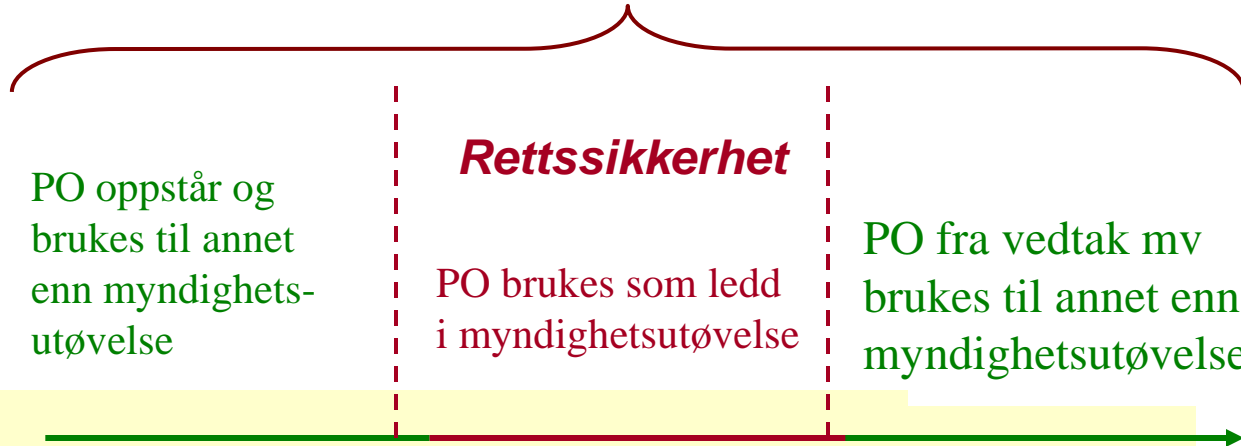 Rettssikkerhet
PO oppstår og
brukes til annet
enn myndighets-
utøvelse
PO brukes som ledd
i myndighetsutøvelse
PO fra vedtak mv
brukes til annet enn
myndighetsutøvelse